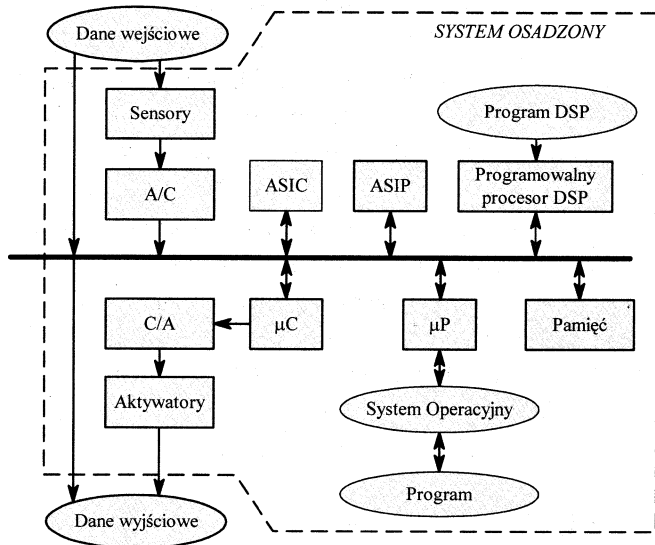 Dane wejściowe
SYSTEM OSADZONY
Sensory
Program DSP
A/C
ASIC
ASIP
Programowalny
procesor DSP
C/A
μC
μP
Pamięć
Aktywatory
System Operacyjny
Program
Dane wyjściowe